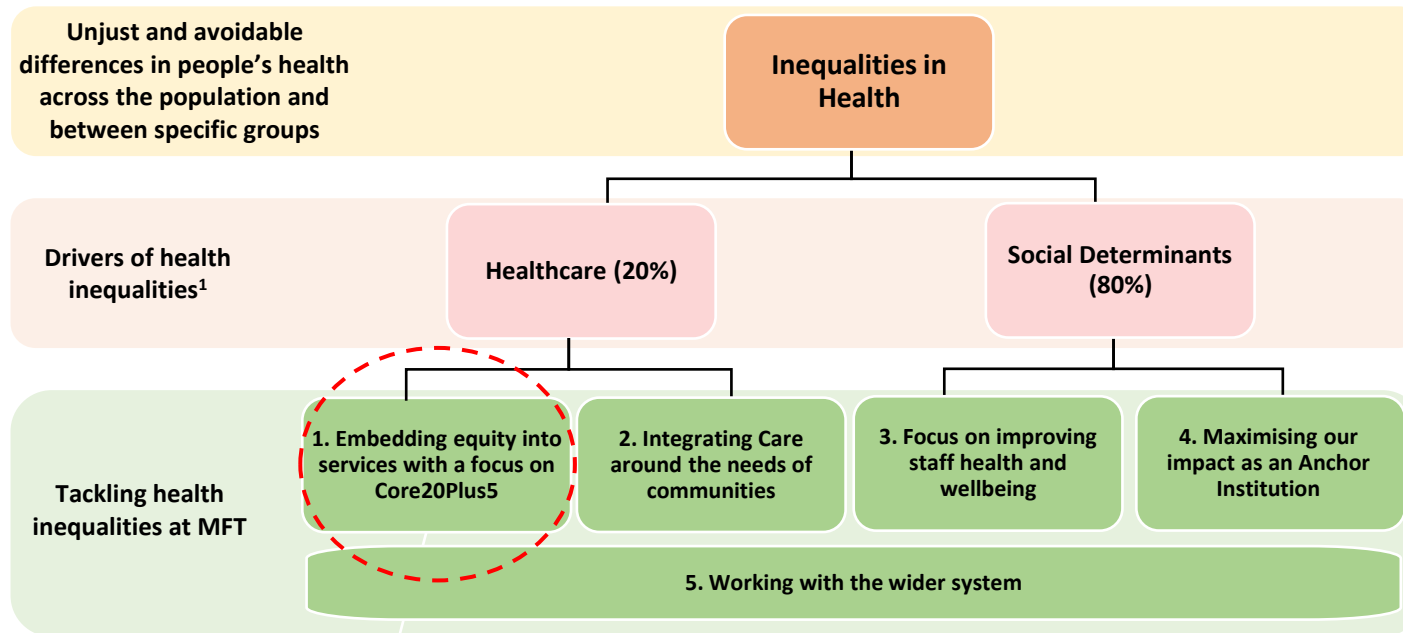 Unjust and avoidable
differences in people’s health
across the population and
between specific groups
Inequalities in
Health
Drivers of health
inequalities¹
Healthcare (20%)
Social Determinants
(80%)
Tackling health
inequalities at MFT
1. Embedding equity into
services with a focus on
Core20Plus5
2. Integrating Care
around the needs of
communities
3. Focus on improving
staff health and
wellbeing
4. Maximising our
impact as an Anchor
Institution
5. Working with the wider system